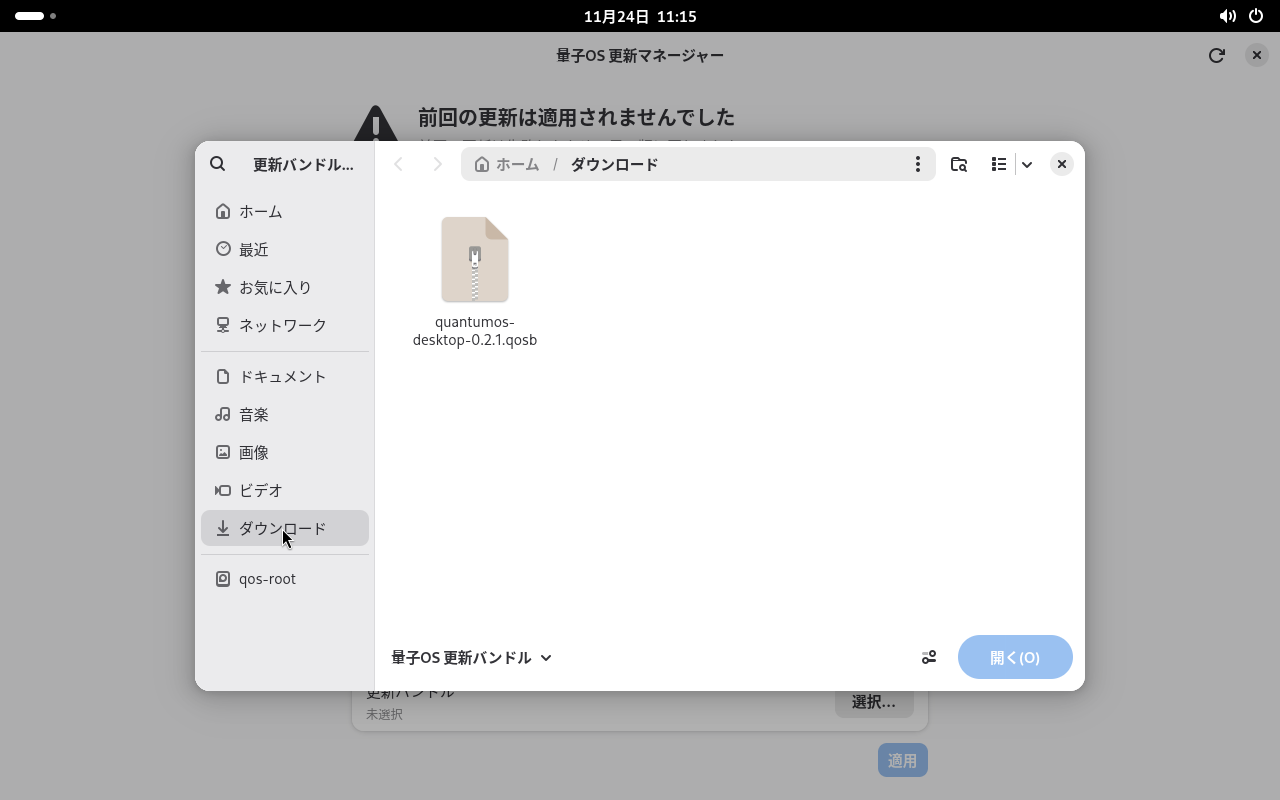 11月24日 11:15
量子OS 更新マネージャー
前回の更新は適用されませんでした
更新バンドル...
ホーム / ダウンロード
ホーム
最近
お気に入り
ネットワーク
ドキュメント
音楽
画像
ビデオ
ダウンロード
qos-root
quantumos-
desktop-0.2.1.qosb
量子OS 更新バンドル
開く(O)
更新バンドル
未選択
選択...
適用